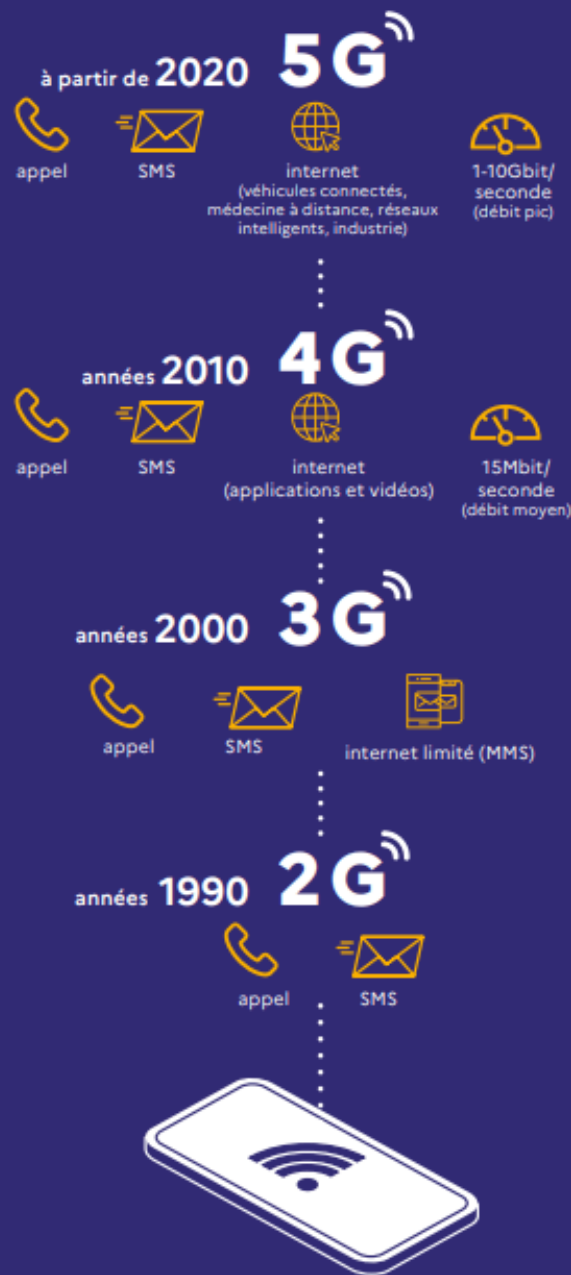 à partir de 2020 5G
appel
SMS
internet
(véhicules connectés,
médecine à distance, réseaux
intelligents, industrie)
1-10Gbit/
seconde
(débit pic)
années 2010 4G
appel
SMS
internet
(applications et vidéos)
15Mbit/
seconde
(débit moyen)
années 2000 3G
appel
SMS
internet limité (MMS)
années 1990 2G
appel
SMS